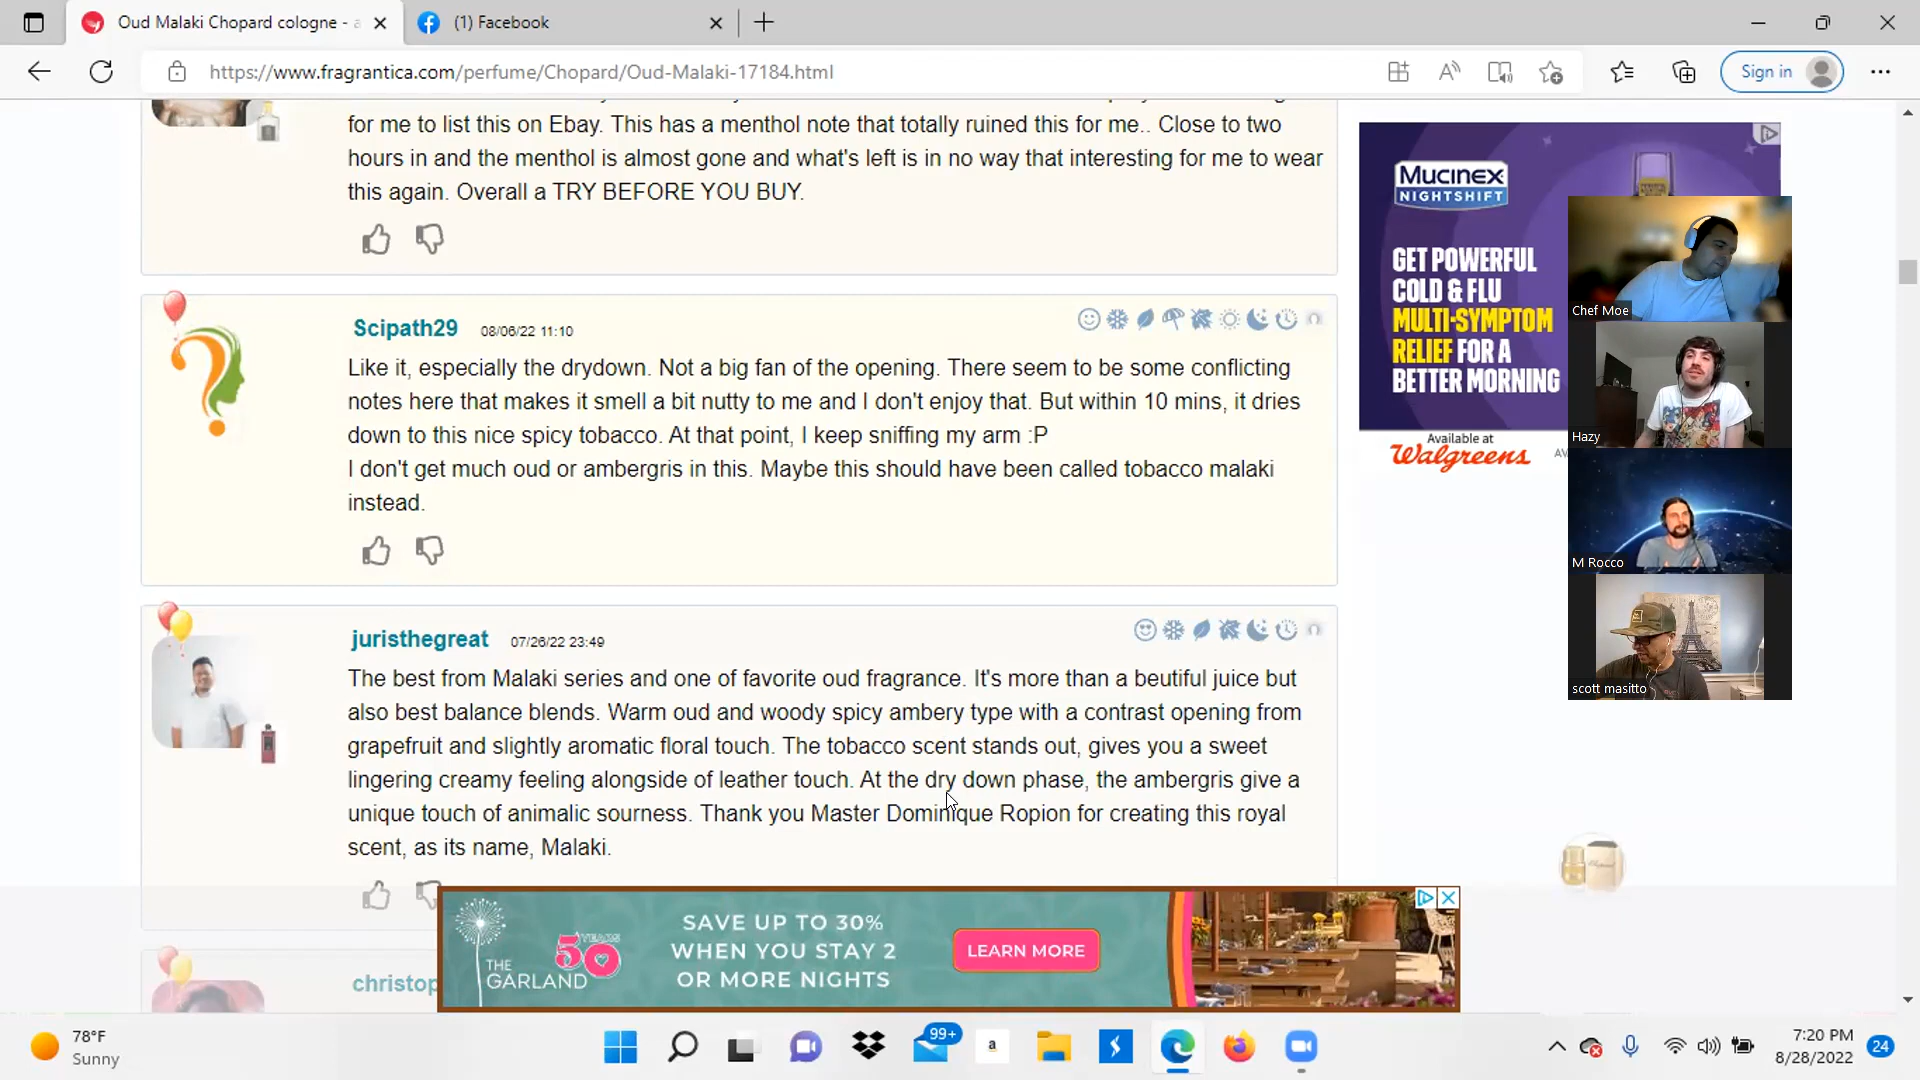 Oud Malaki Chopard cologne - a
(1) Facebook
https://www.fragrantica.com/perfume/Chopard/Oud-Malaki-17184.html
Sign in
for me to list this on Ebay. This has a menthol note that totally ruined this for me.. Close to two
hours in and the menthol is almost gone and what's left is in no way that interesting for me to wear
this again. Overall a TRY BEFORE YOU BUY.
Scipath29 08/06/22 11:10
Like it, especially the drydown. Not a big fan of the opening. There seem to be some conflicting
notes here that makes it smell a bit nutty to me and I don't enjoy that. But within 10 mins, it dries
down to this nice spicy tobacco. At that point, I keep sniffing my arm :P
I don't get much oud or ambergris in this. Maybe this should have been called tobacco malaki
instead.
juristhegreat 07/26/22 23:49
The best from Malaki series and one of favorite oud fragrance. It's more than a beutiful juice but
also best balance blends. Warm oud and woody spicy ambery type with a contrast opening from
grapefruit and slightly aromatic floral touch. The tobacco scent stands out, gives you a sweet
lingering creamy feeling alongside of leather touch. At the dry down phase, the ambergris give a
unique touch of animalic sourness. Thank you Master Dominique Ropion for creating this royal
scent, as its name, Malaki.
christop
Mucinex
NIGHTSHIFT
GET POWERFUL
COLD & FLU
MULTI-SYMPTOM
RELIEF FOR A
BETTER MORNING
Available at
Walgreens
AV
Chef Moe
Hazy
M Rocco
scott masitto
THE
GARLAND
50 YEARS
SAVE UP TO 30%
WHEN YOU STAY 2
OR MORE NIGHTS
LEARN MORE
78°F
Sunny
99+
a
7:20 PM
8/28/2022
24